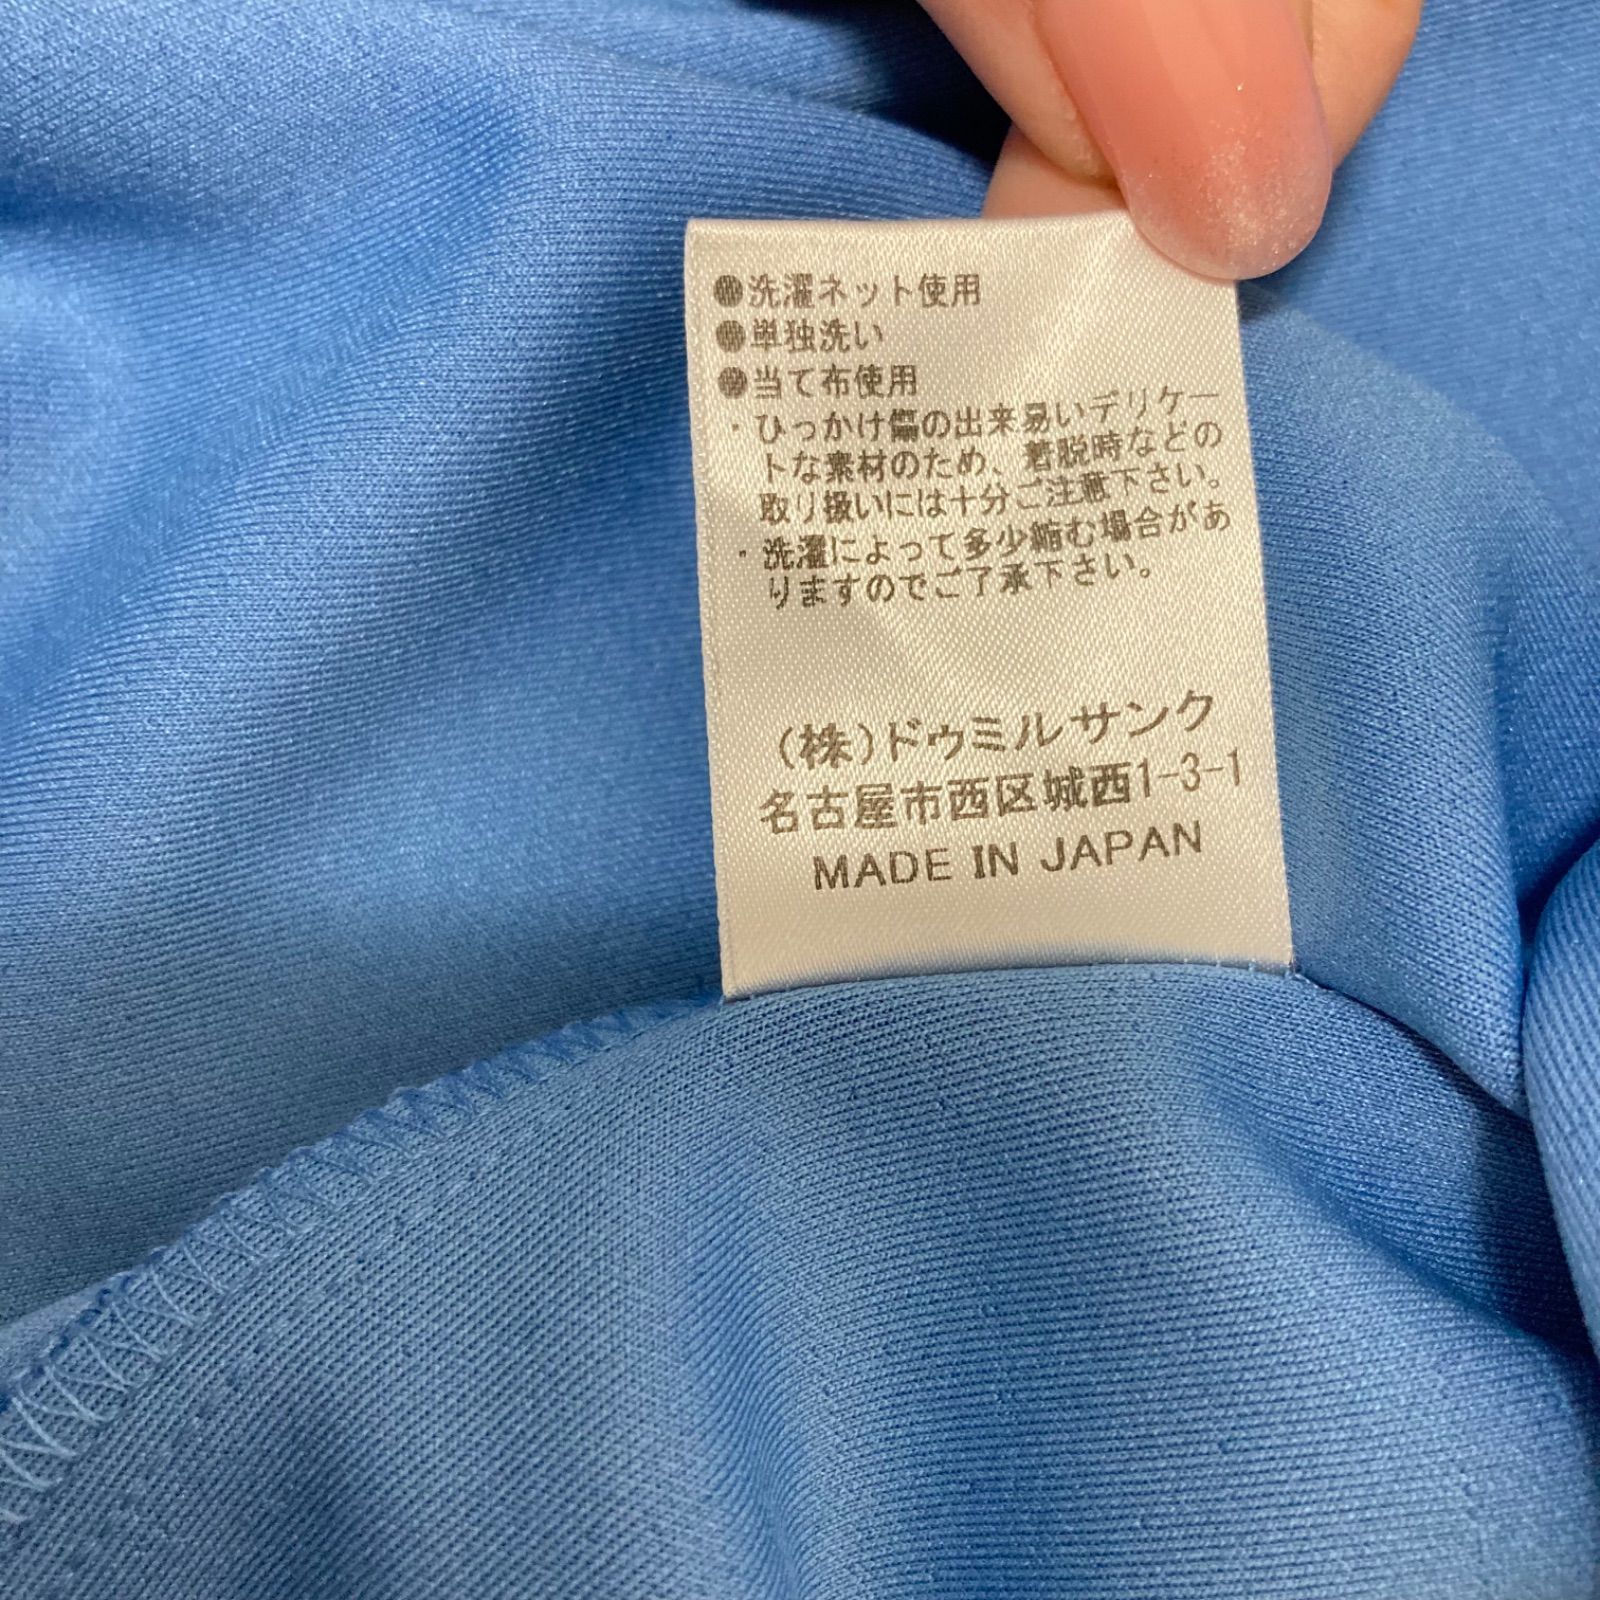 ●洗濯ネット使用
●単独洗い
●当て布使用
・ひっかけ傷の出来易いデリケー
トな素材のため、着脱時などの
取り扱いには十分ご注意下さい。
・洗濯によって多少縮む場合があ
りますのでご了承下さい。
(株)ドゥミルサンク
名古屋市西区城西1-3-1
MADE IN JAPAN